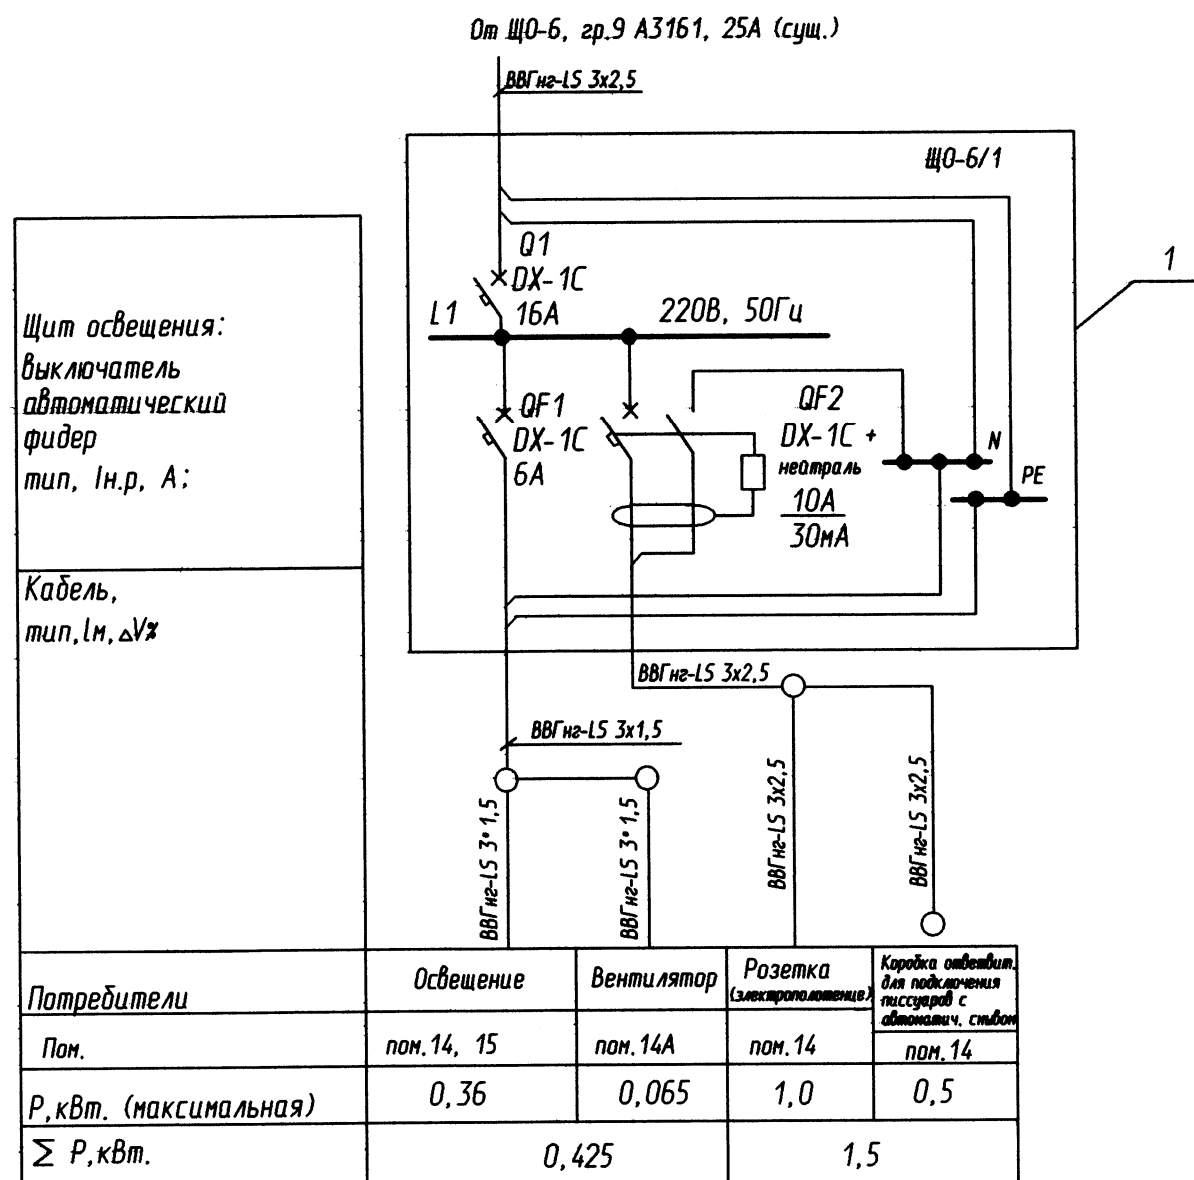 От ЩО-6, гр.9 А3161, 25А (сущ.)
ВВГнг-LS 3х2,5
ЩО-6/1
1
Q1
DX-1C
16А
L1
220В, 50Гц
Щит освещения:
выключатель
автоматический
фидер
тип, Iн.р, А;
QF1
DX-1C
6А
QF2
DX-1C +
нейтраль
10А
30мА
N
PE
Кабель,
тип,lм,△V%
ВВГнг-LS 3х2,5
ВВГнг-LS 3х1,5
ВВГнг-LS 3*1,5
ВВГнг-LS 3*1,5
ВВГнг-LS 3х2,5
ВВГнг-LS 3х2,5
Потребители
Освещение
Вентилятор
Розетка
(электрополотенце)
Коробка ответвит.
для подключения
писсуаров с
автоматич. смывом
Пом.
пом.14, 15
пом.14А
пом.14
пом.14
Р,кВт. (максимальная)
0,36
0,065
1,0
0,5
Σ Р,кВт.
0,425
1,5